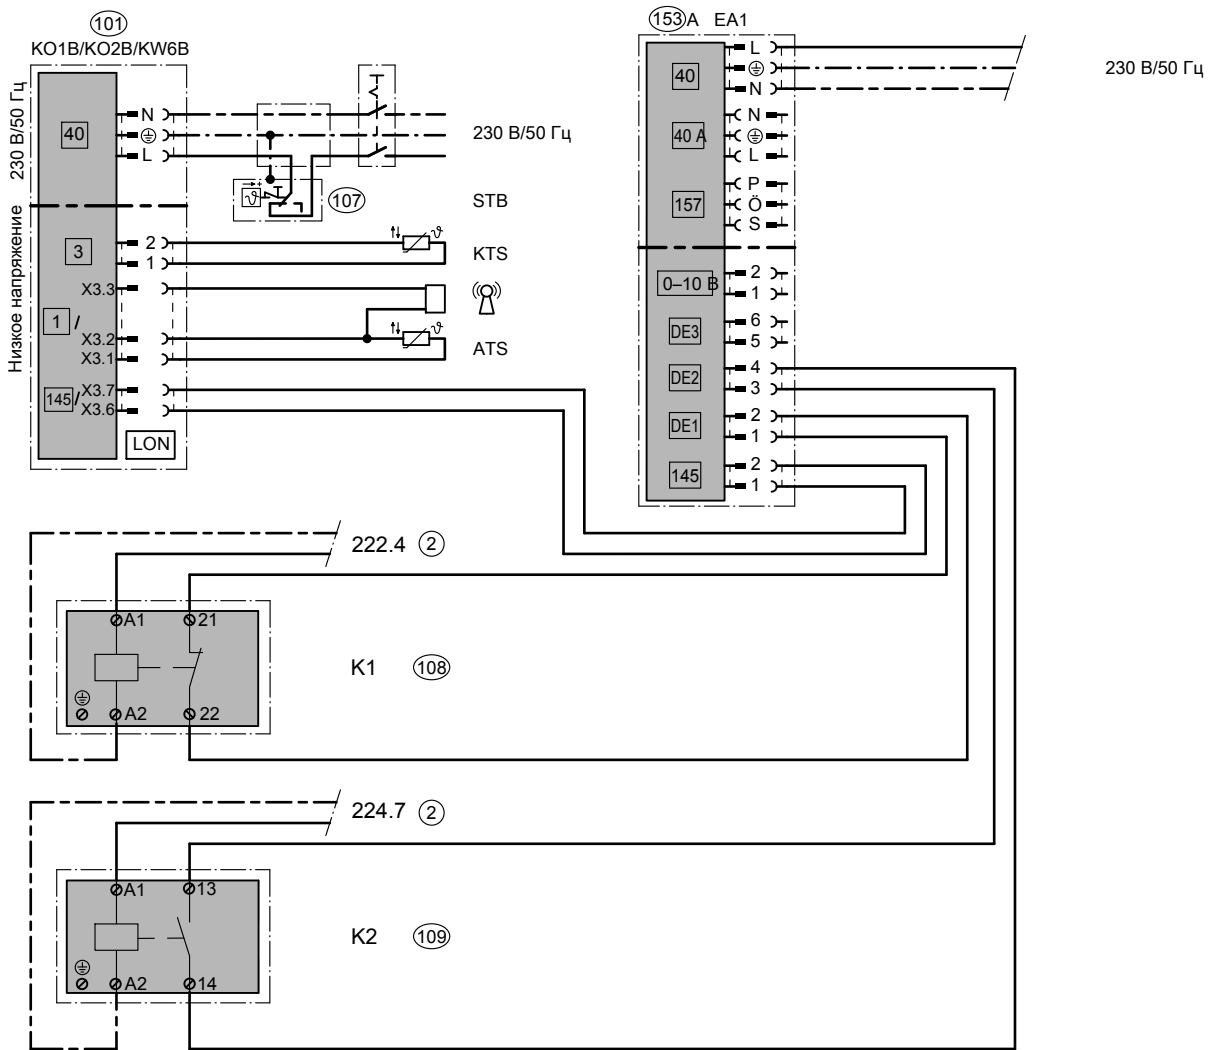 101
KO1B/KO2B/KW6B
230 В/50 Гц
Низкое напряжение
40
N
L
3
2
1
X3.3
1 /
X3.2
X3.1
145 / X3.7
X3.6
LON
ϑ
107
230 В/50 Гц
STB
ϑ
KTS
ϑ
ATS
153 A EA1
40
L
N
230 В/50 Гц
40 A
N
L
157
P
Ö
S
0–10 В
2
1
DE3
6
5
DE2
4
3
DE1
2
1
145
2
1
222.4 2
A1 21
K1 108
A2 22
224.7 2
A1 13
K2 109
A2 14